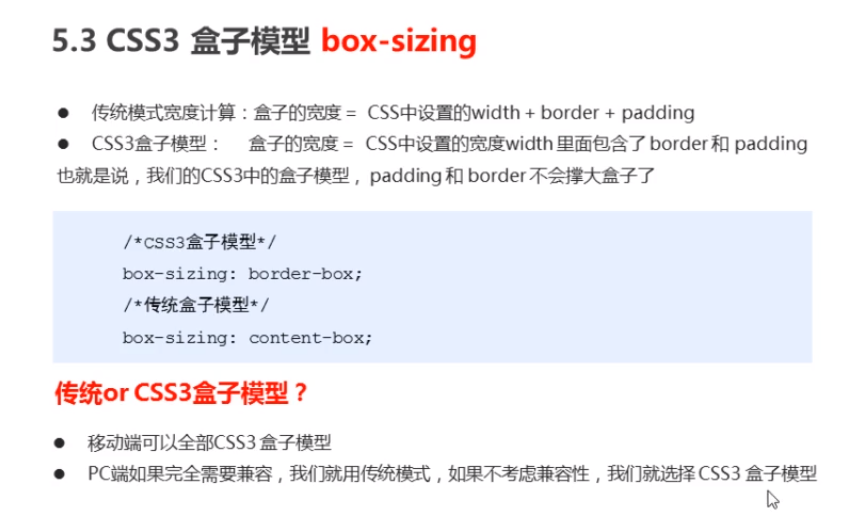 5.3 CSS3 盒子模型 box-sizing
● 传统模式宽度计算：盒子的宽度 = CSS中设置的width + border + padding
● CSS3盒子模型： 盒子的宽度 = CSS中设置的宽度width 里面包含了 border 和 padding
也就是说，我们的CSS3中的盒子模型， padding 和 border 不会撑大盒子了
/*CSS3盒子模型*/
box-sizing: border-box;
/*传统盒子模型*/
box-sizing: content-box;
传统or CSS3盒子模型？
● 移动端可以全部CSS3 盒子模型
● PC端如果完全需要兼容，我们就用传统模式，如果不考虑兼容性，我们就选择 CSS3 盒子模型